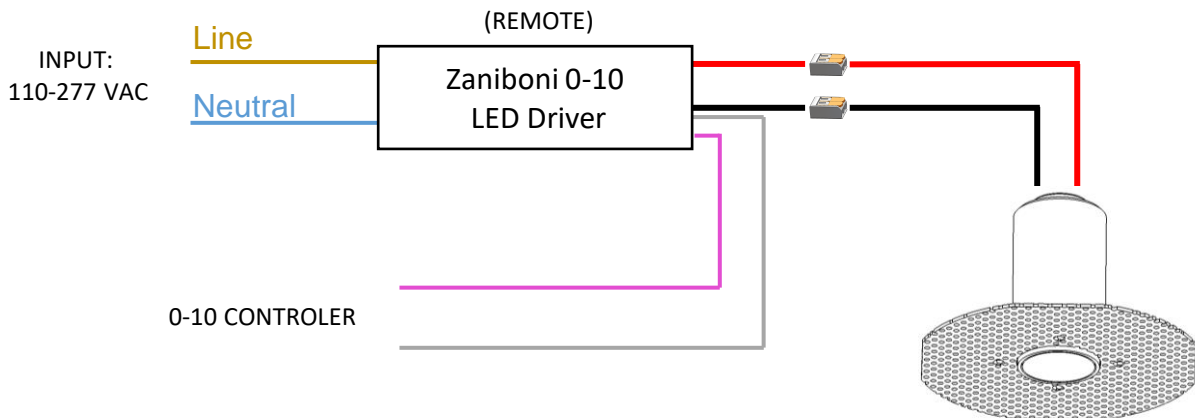 (REMOTE)
Line
INPUT:
110-277 VAC
Neutral
Zaniboni 0-10
LED Driver
0-10 CONTROLER